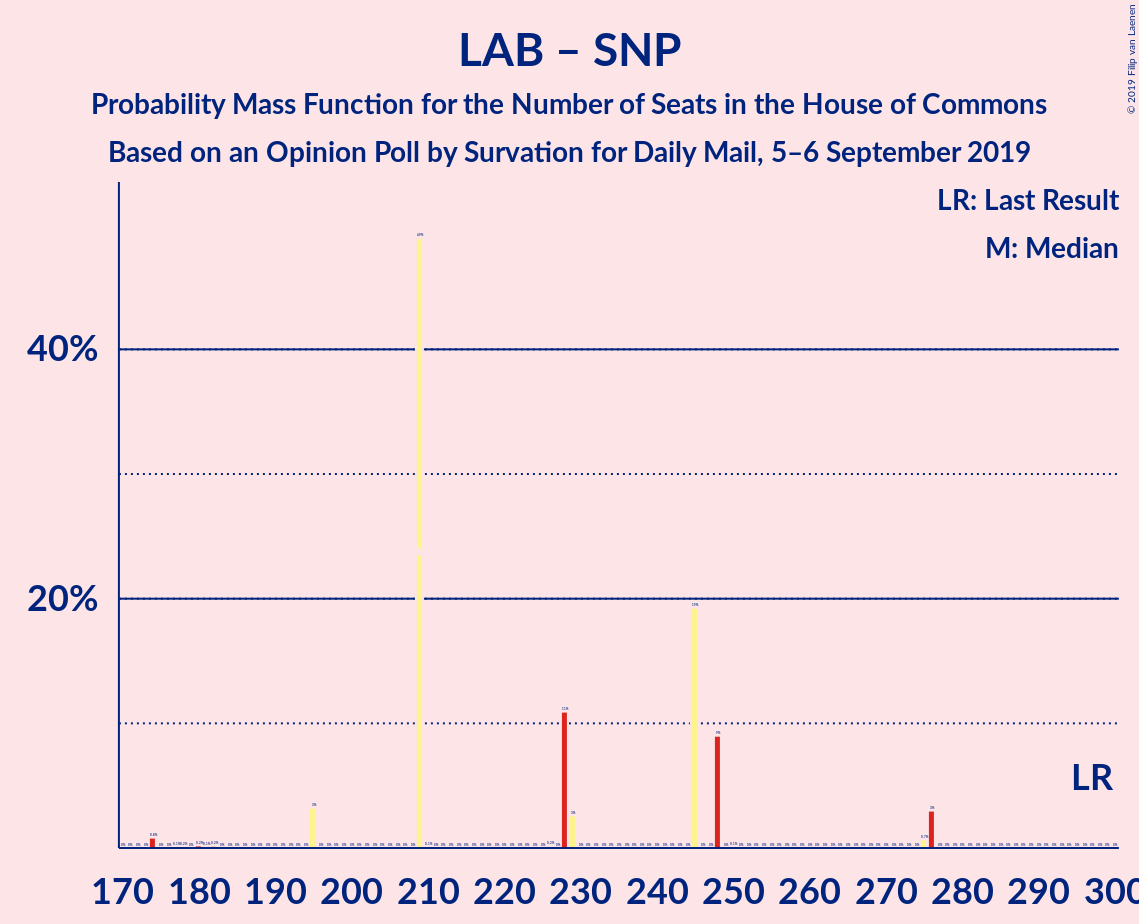 LAB – SNP
Probability Mass Function for the Number of Seats in the House of Commons
Based on an Opinion Poll by Survation for Daily Mail, 5–6 September 2019
© 2019 Filip van Laenen
LR: Last Result
M: Median
40%
20%
LR
170 180 190 200 210 220 230 240 250 260 270 280 290 300